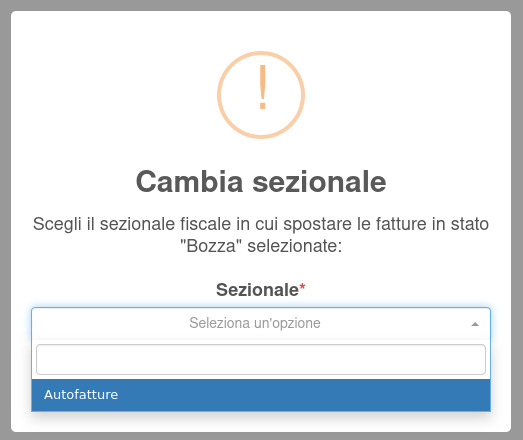 !
Cambia sezionale
Scegli il sezionale fiscale in cui spostare le fatture in stato
"Bozza" selezionate:
Sezionale*
Seleziona un'opzione
Autofatture